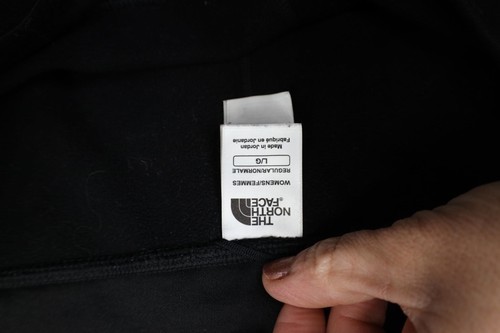 THE
NORTH
FACE®
WOMENS/FEMMES
REGULAR/NORMALE
L/G
Made in Jordan
Fabriqué en Jordanie